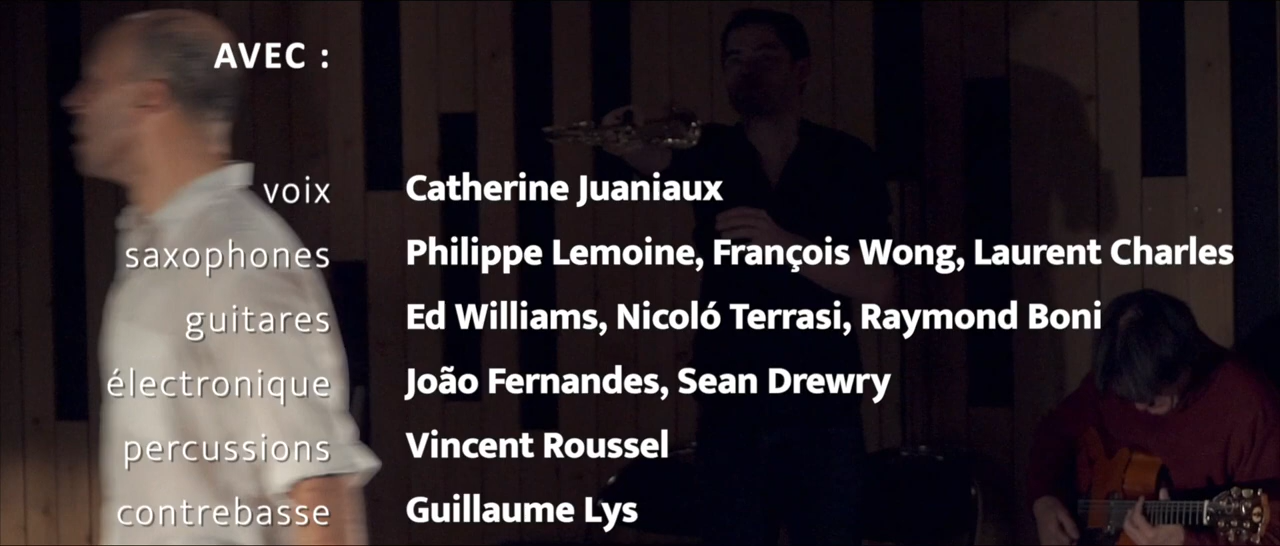 AVEC :
voix Catherine Juaniaux
saxophones Philippe Lemoine, François Wong, Laurent Charles
guitares Ed Williams, Nicoló Terrasi, Raymond Boni
électronique João Fernandes, Sean Drewry
percussions Vincent Roussel
contrebasse Guillaume Lys